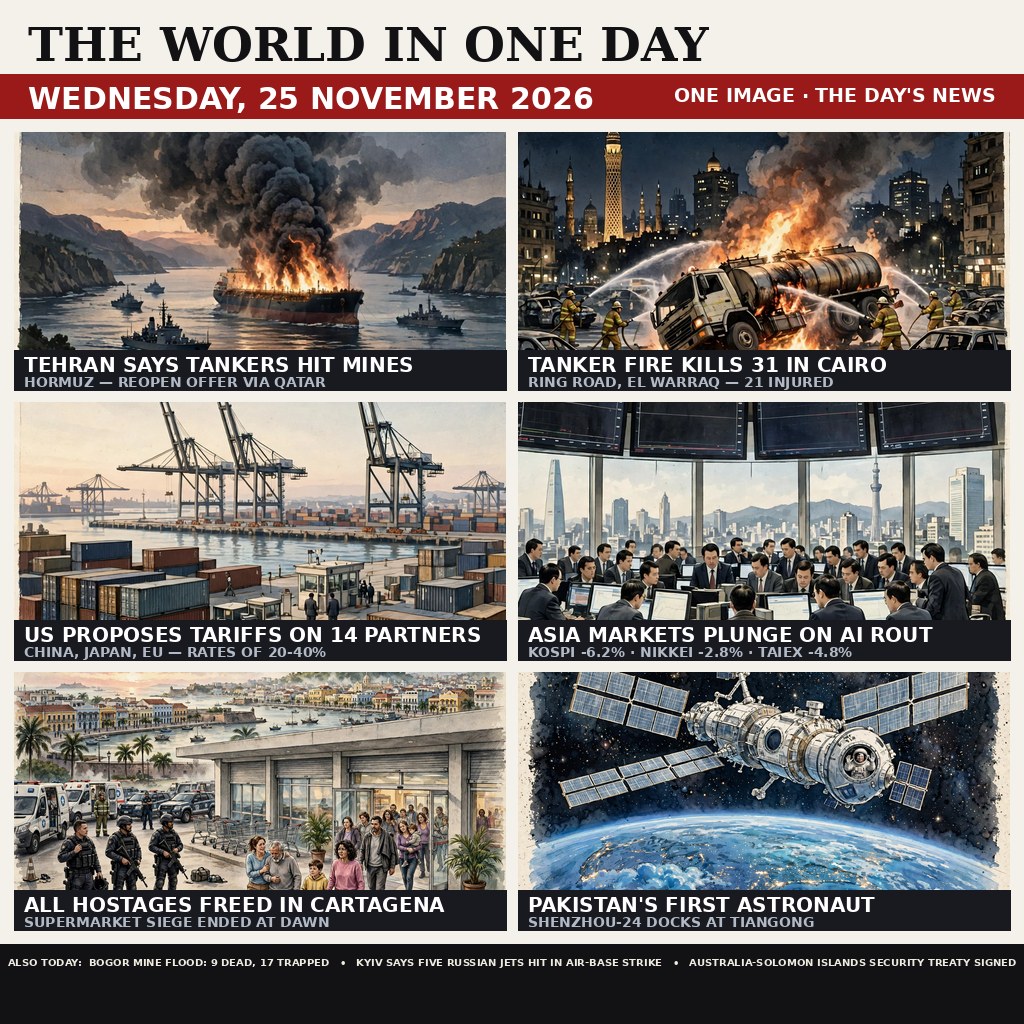 THE WORLD IN ONE DAY
WEDNESDAY, 25 NOVEMBER 2026
ONE IMAGE · THE DAY'S NEWS
TEHRAN SAYS TANKERS HIT MINES
HORMUZ — REOPEN OFFER VIA QATAR
TANKER FIRE KILLS 31 IN CAIRO
RING ROAD, EL WARRAQ — 21 INJURED
US PROPOSES TARIFFS ON 14 PARTNERS
CHINA, JAPAN, EU — RATES OF 20-40%
ASIA MARKETS PLUNGE ON AI ROUT
KOSPI -6.2% · NIKKEI -2.8% · TAIEX -4.8%
ALL HOSTAGES FREED IN CARTAGENA
SUPERMARKET SIEGE ENDED AT DAWN
PAKISTAN'S FIRST ASTRONAUT
SHENZHOU-24 DOCKS AT TIANGONG
ALSO TODAY: BOGOR MINE FLOOD: 9 DEAD, 17 TRAPPED • KYIV SAYS FIVE RUSSIAN JETS HIT IN AIR-BASE STRIKE • AUSTRALIA-SOLOMON ISLANDS SECURITY TREATY SIGNED